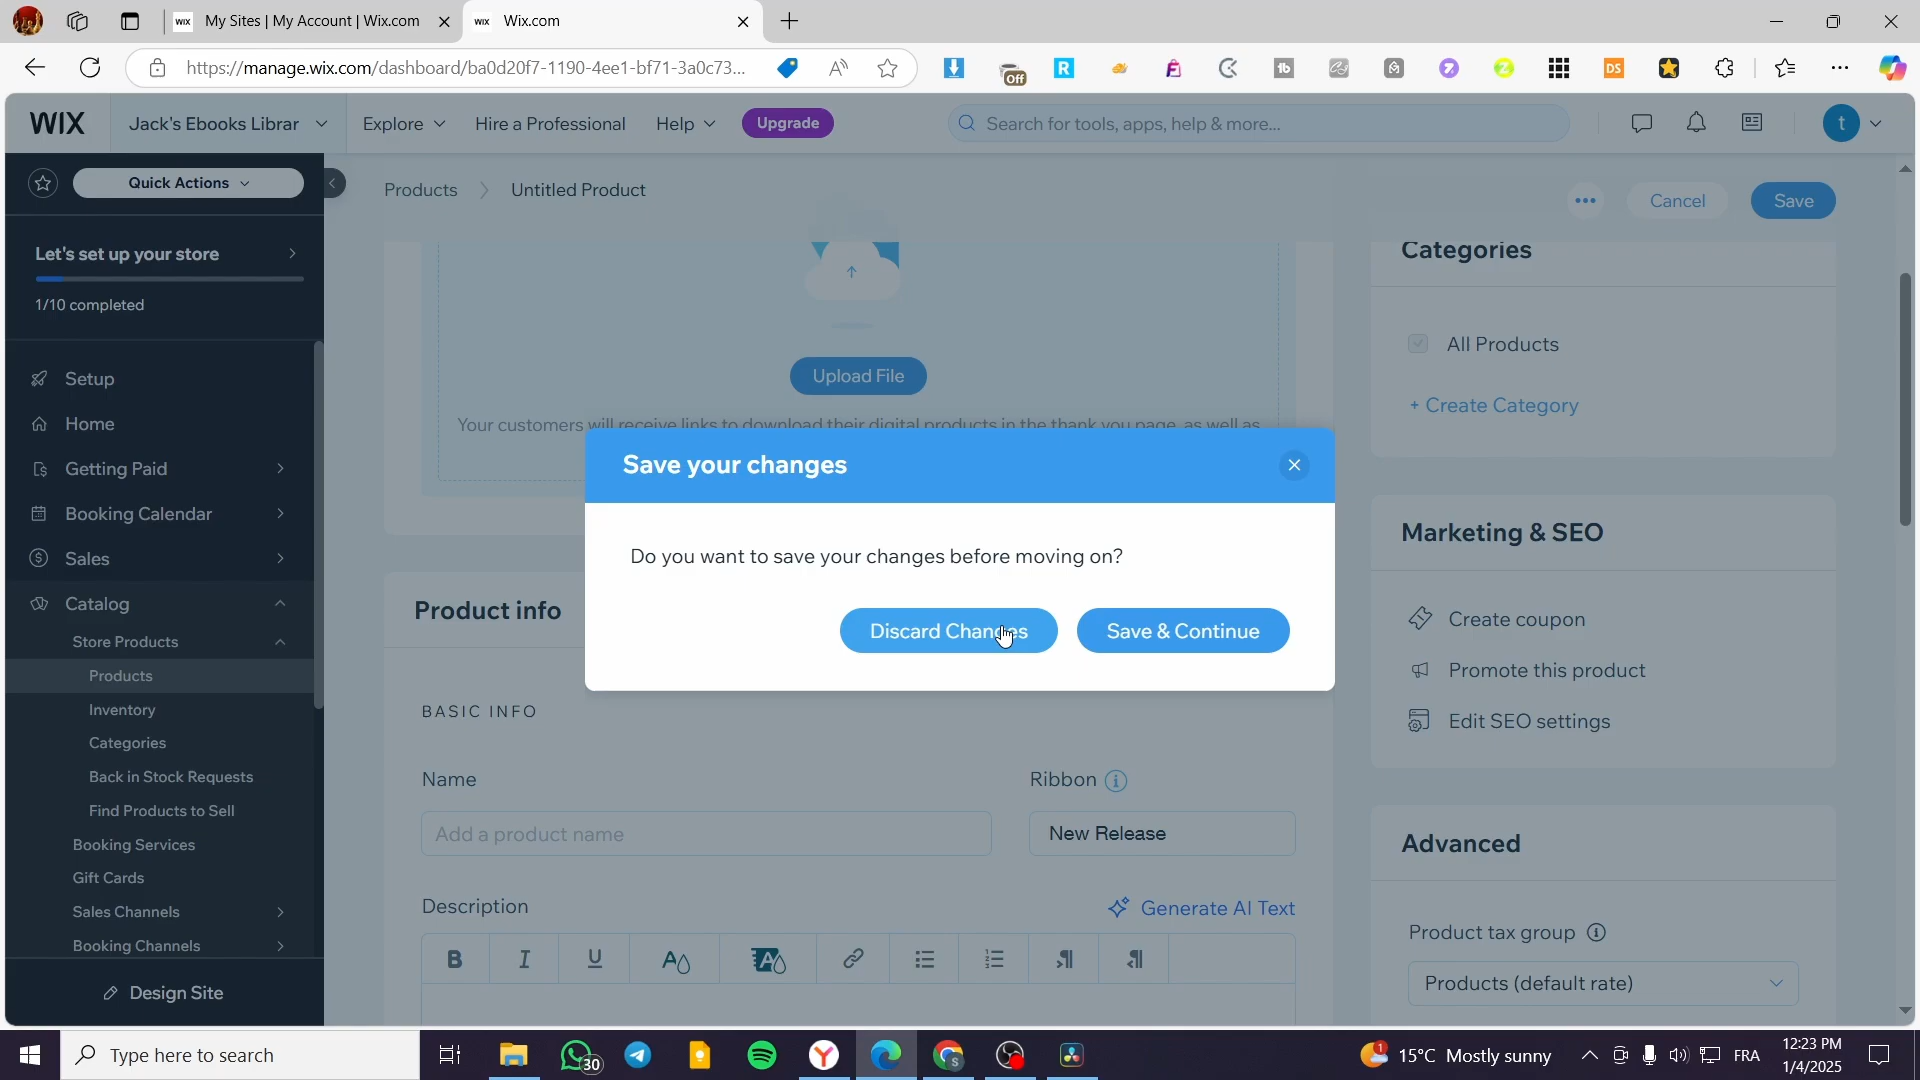 My Sites | My Account | Wix.com
Wix.com
https://manage.wix.com/dashboard/ba0d20f7-1190-4ee1-bf71-3a0c73...
Off
WIX
Jack's Ebooks Librar
Explore
Hire a Professional
Help
Upgrade
Search for tools, apps, help & more...
t
Quick Actions
Products
Untitled Product
Cancel
Save
Let's set up your store
1/10 completed
Categories
All Products
+ Create Category
Upload File
Your customers will receive links to download their digital products in the thank you page, as well as
Setup
Home
Getting Paid
Booking Calendar
Sales
Catalog
Store Products
Products
Inventory
Categories
Back in Stock Requests
Find Products to Sell
Booking Services
Gift Cards
Sales Channels
Booking Channels
Design Site
Save your changes
Do you want to save your changes before moving on?
Discard Changes
Save & Continue
Marketing & SEO
Create coupon
Promote this product
Edit SEO settings
Product info
BASIC INFO
Name
Ribbon
Add a product name
New Release
Description
Generate AI Text
Advanced
Product tax group
Products (default rate)
Type here to search
30
1
15°C Mostly sunny
FRA
12:23 PM
1/4/2025